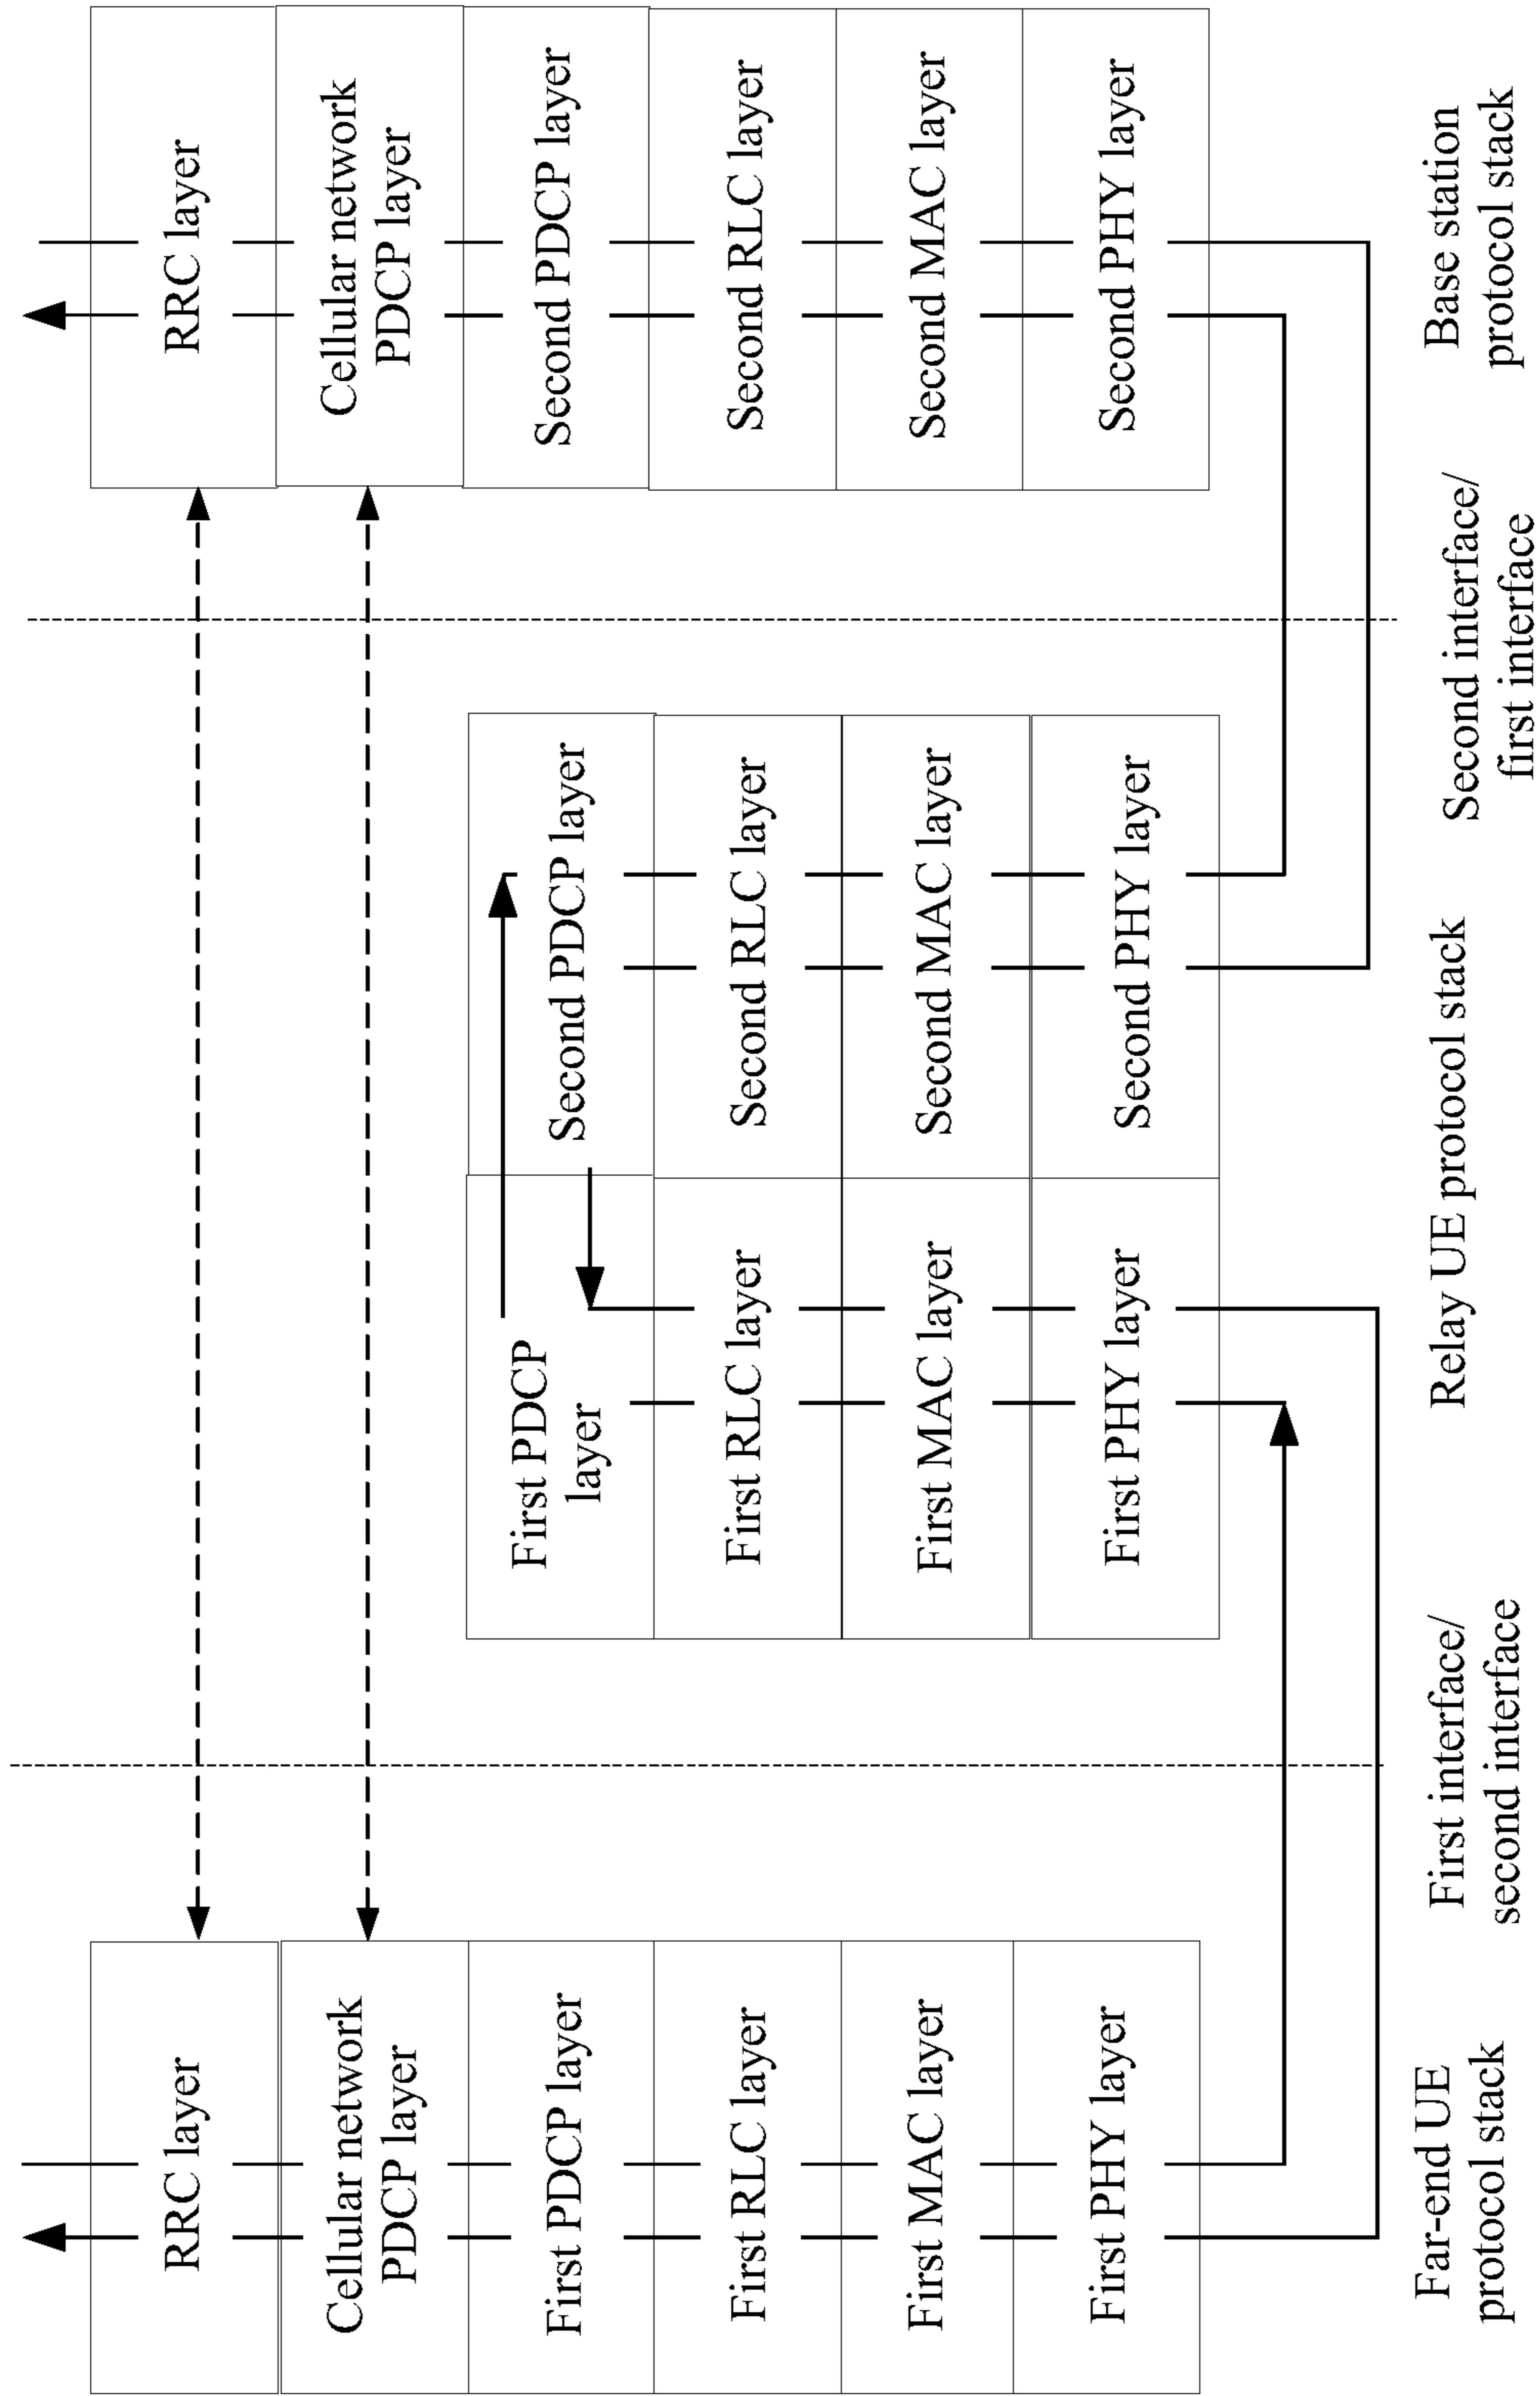 RRC layer
Cellular network
PDCP layer
First PDCP layer
First RLC layer
First MAC layer
First PHY layer
Far-end UE
protocol stack
First interface/
second interface
First PDCP
layer
First RLC layer
First MAC layer
First PHY layer
Second PDCP layer
Second RLC layer
Second MAC layer
Second PHY layer
Relay UE protocol stack
Second interface/
first interface
RRC layer
Cellular network
PDCP layer
Second PDCP layer
Second RLC layer
Second MAC layer
Second PHY layer
Base station
protocol stack